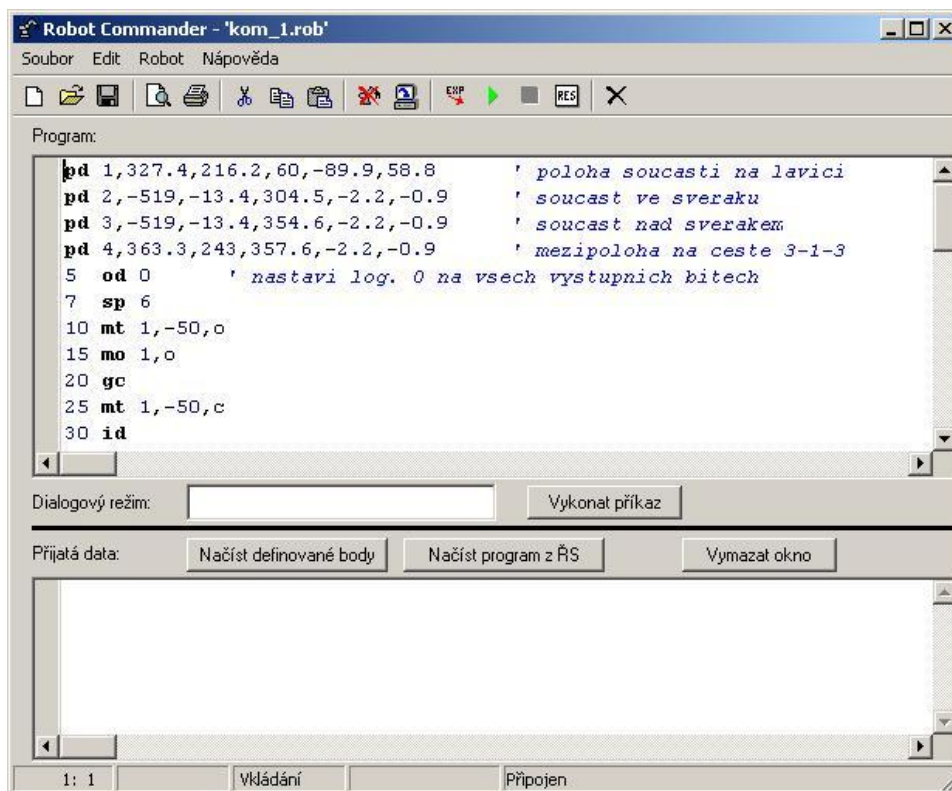 Robot Commander - 'kom_1.rob'
Soubor Edit Robot Nápověda
EXP RES
Program:
pd 1,327.4,216.2,60,-89.9,58.8 ' poloha soucasti na lavici
pd 2,-519,-13.4,304.5,-2.2,-0.9 ' soucast ve sveraku
pd 3,-519,-13.4,354.6,-2.2,-0.9 ' soucast nad sverakem
pd 4,363.3,243,357.6,-2.2,-0.9 ' mezipoloha na ceste 3-1-3
5 od 0 ' nastavi log. 0 na vsech vystupnich bitech
7 sp 6
10 mt 1,-50,o
15 mo 1,o
20 gc
25 mt 1,-50,c
30 id
Dialogový režim: Vykonat příkaz
Přijatá data: Načíst definované body Načíst program z ŘS Vymazat okno
1: 1 Vkládání Připojen